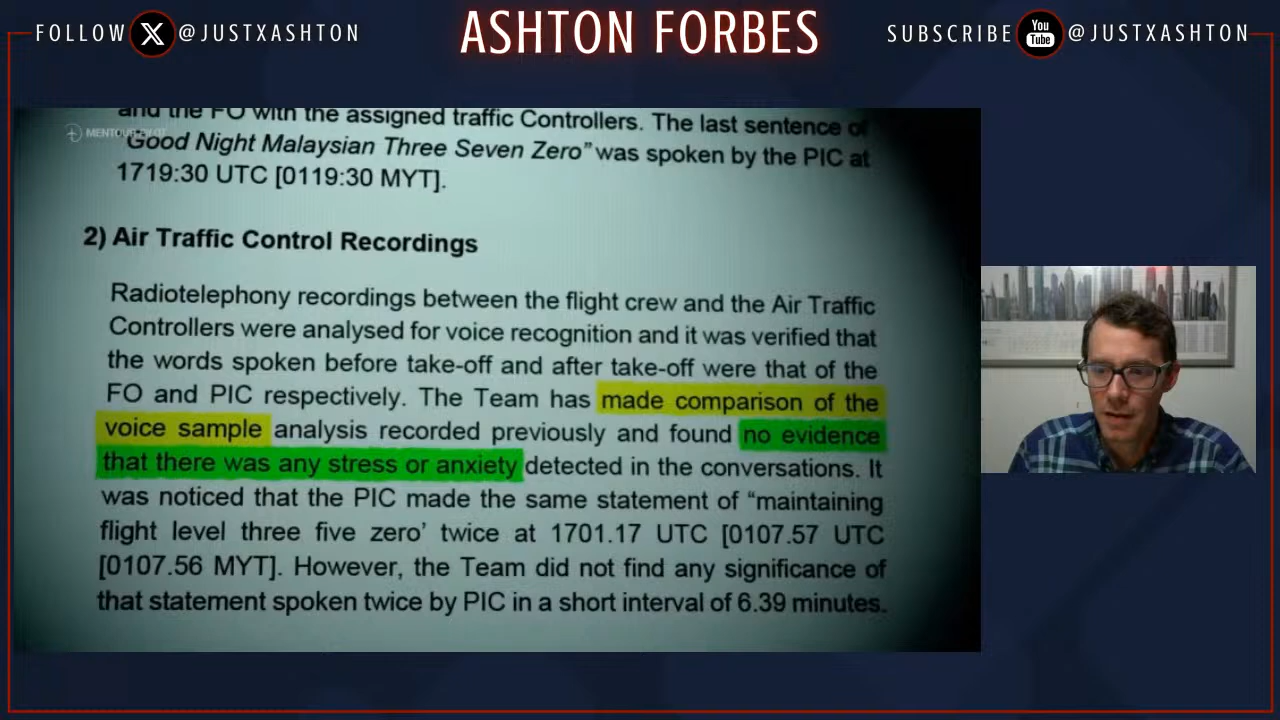 FOLLOW X @JUSTXASHTON
ASHTON FORBES
SUBSCRIBE YouTube @JUSTXASHTON
and the FO with the assigned traffic Controllers. The last sentence of
MENTOUR PILOT
"Good Night Malaysian Three Seven Zero" was spoken by the PIC at
1719:30 UTC [0119:30 MYT].
2) Air Traffic Control Recordings
Radiotelephony recordings between the flight crew and the Air Traffic
Controllers were analysed for voice recognition and it was verified that
the words spoken before take-off and after take-off were that of the
FO and PIC respectively. The Team has made comparison of the
voice sample analysis recorded previously and found no evidence
that there was any stress or anxiety detected in the conversations. It
was noticed that the PIC made the same statement of “maintaining
flight level three five zero’ twice at 1701.17 UTC [0107.57 UTC
[0107.56 MYT]. However, the Team did not find any significance of
that statement spoken twice by PIC in a short interval of 6.39 minutes.